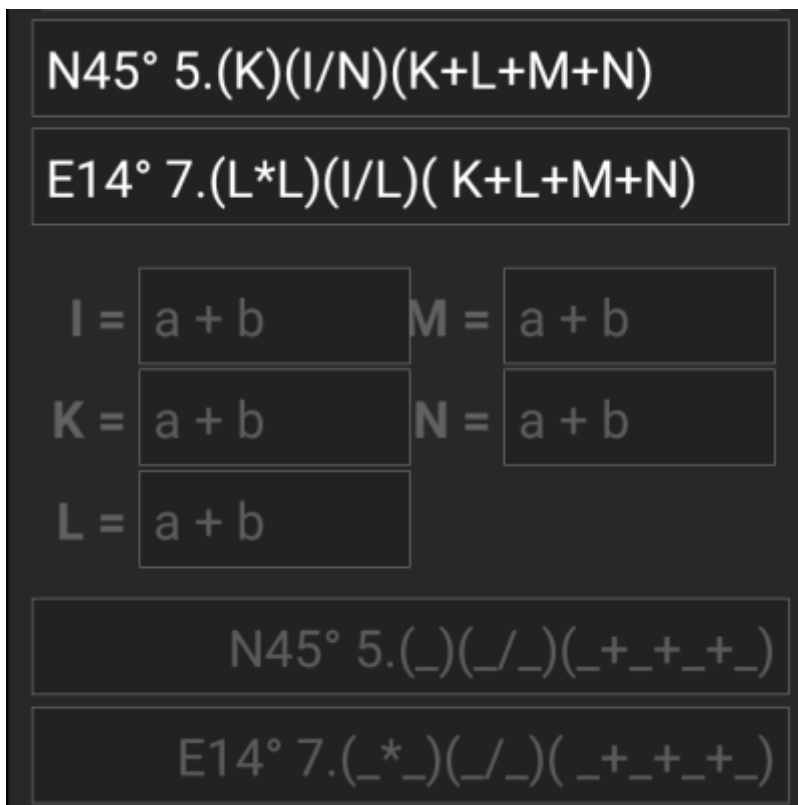 N45° 5.(K)(I/N)(K+L+M+N)
E14° 7.(L*L)(I/L)( K+L+M+N)
I = a + b M = a + b
K = a + b N = a + b
L = a + b
N45° 5.(_)(_/_)(_+_+_+_)
E14° 7.(_*_)(_/_)( _+_+_+_)